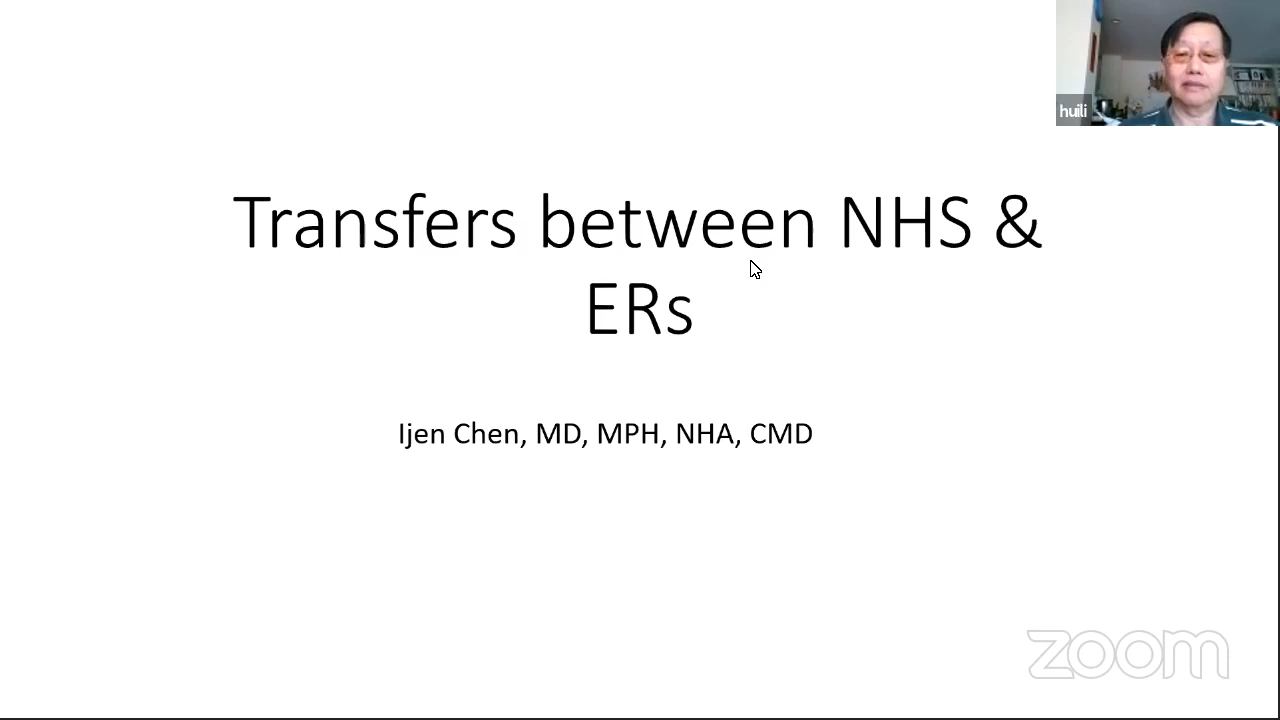 huili
Transfers between NHS &
ERs
Ijen Chen, MD, MPH, NHA, CMD
zoom